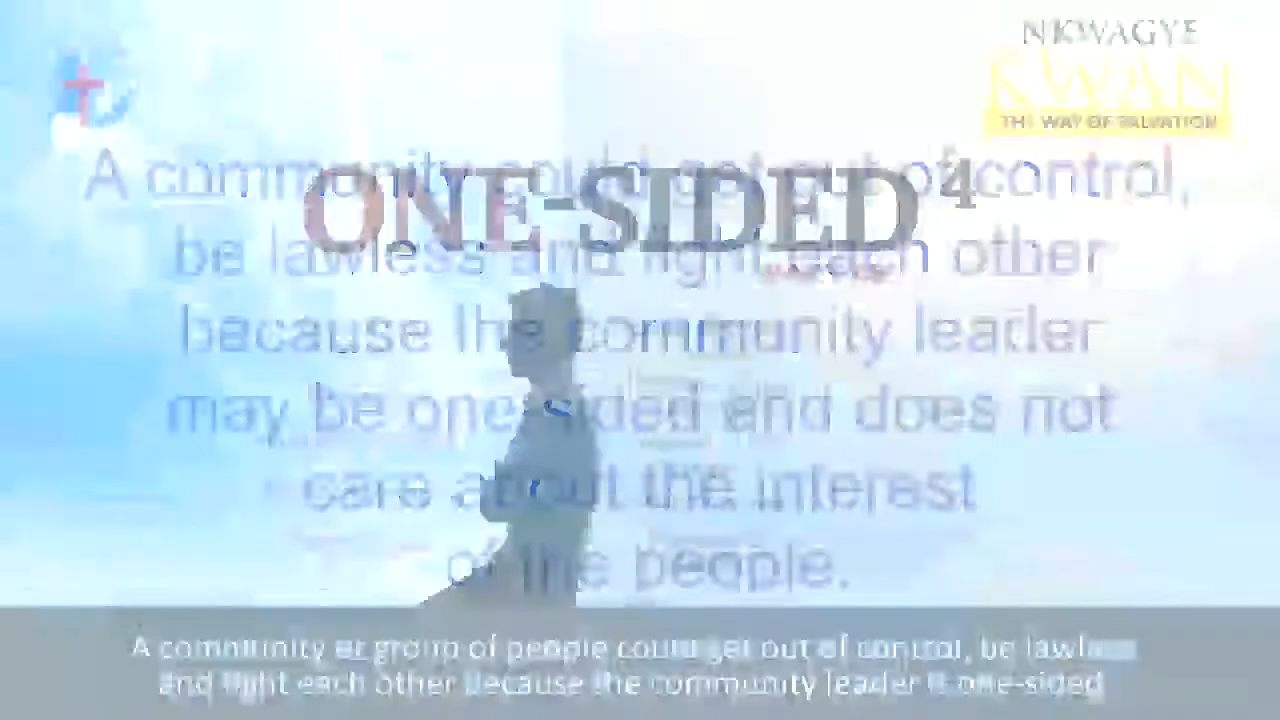 NKWAGYE
KWAN
THE WAY OF SALVATION
ONE-SIDED 4
A community could get out of control,
be lawless and fight each other
because the community leader
may be one-sided and does not
care about the interest
of the people.
A community or group of people could get out of control, be lawless
and fight each other because the community leader is one-sided